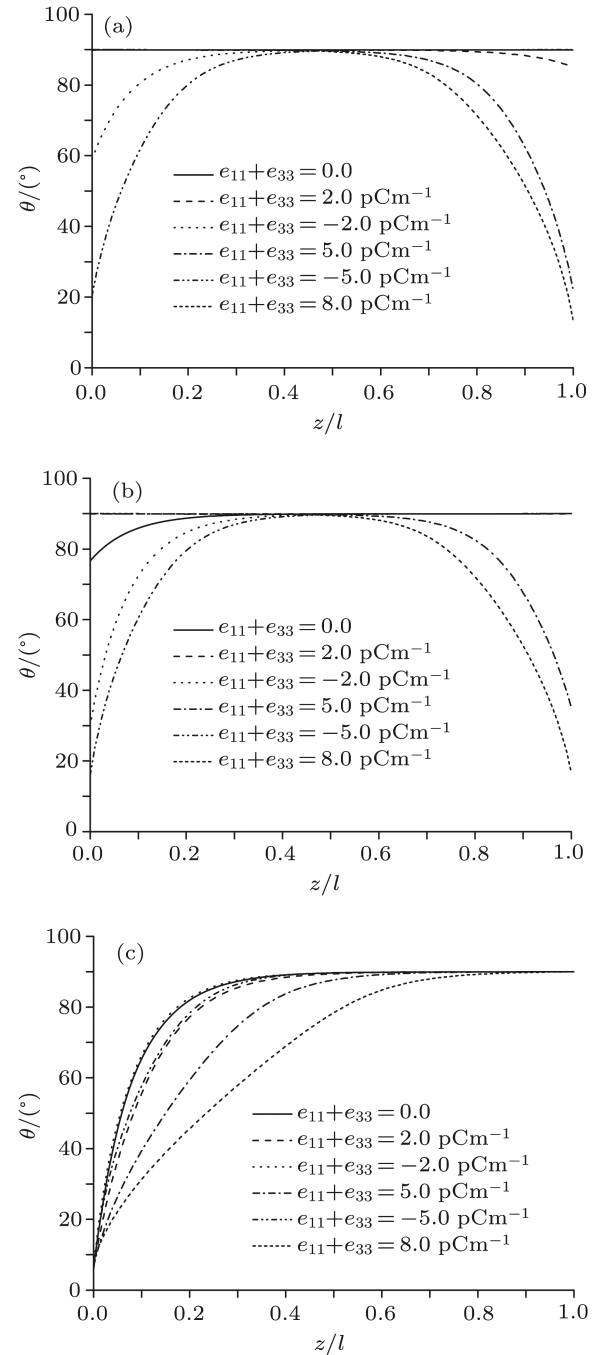 (a)
100
80
60
40
20
0
θ/(°)
e₁₁+e₃₃=0.0
e₁₁+e₃₃=2.0 pCm⁻¹
e₁₁+e₃₃=−2.0 pCm⁻¹
e₁₁+e₃₃=5.0 pCm⁻¹
e₁₁+e₃₃=−5.0 pCm⁻¹
e₁₁+e₃₃=8.0 pCm⁻¹
0.0 0.2 0.4 0.6 0.8 1.0
z/l
(b)
100
80
60
40
20
0
θ/(°)
e₁₁+e₃₃=0.0
e₁₁+e₃₃=2.0 pCm⁻¹
e₁₁+e₃₃=−2.0 pCm⁻¹
e₁₁+e₃₃=5.0 pCm⁻¹
e₁₁+e₃₃=−5.0 pCm⁻¹
e₁₁+e₃₃=8.0 pCm⁻¹
0.0 0.2 0.4 0.6 0.8 1.0
z/l
(c)
100
80
60
40
20
0
θ/(°)
e₁₁+e₃₃=0.0
e₁₁+e₃₃=2.0 pCm⁻¹
e₁₁+e₃₃=−2.0 pCm⁻¹
e₁₁+e₃₃=5.0 pCm⁻¹
e₁₁+e₃₃=−5.0 pCm⁻¹
e₁₁+e₃₃=8.0 pCm⁻¹
0.0 0.2 0.4 0.6 0.8 1.0
z/l